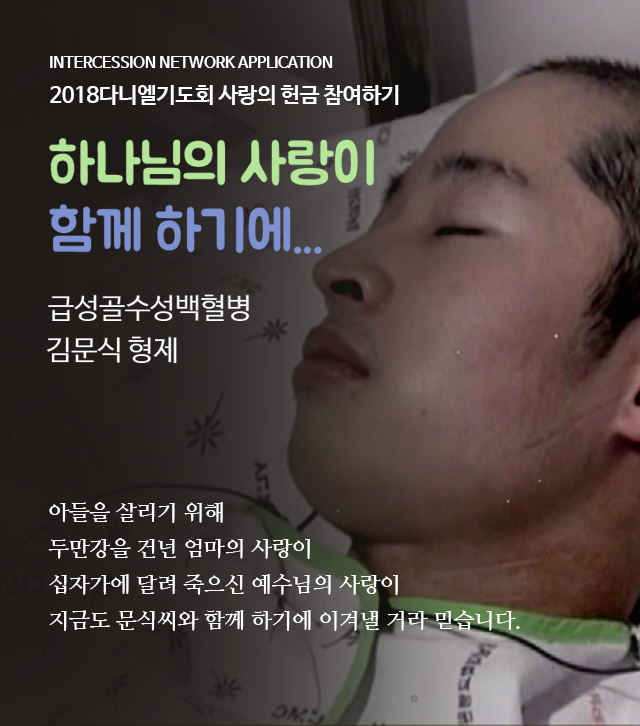 INTERCESSION NETWORK APPLICATION
2018다니엘기도회 사랑의 헌금 참여하기
하나님의 사랑이
함께 하기에...
급성골수성백혈병
김문식 형제
아들을 살리기 위해
두만강을 건넌 엄마의 사랑이
십자가에 달려 죽으신 예수님의 사랑이
지금도 문식씨와 함께 하기에 이겨낼 거라 믿습니다.